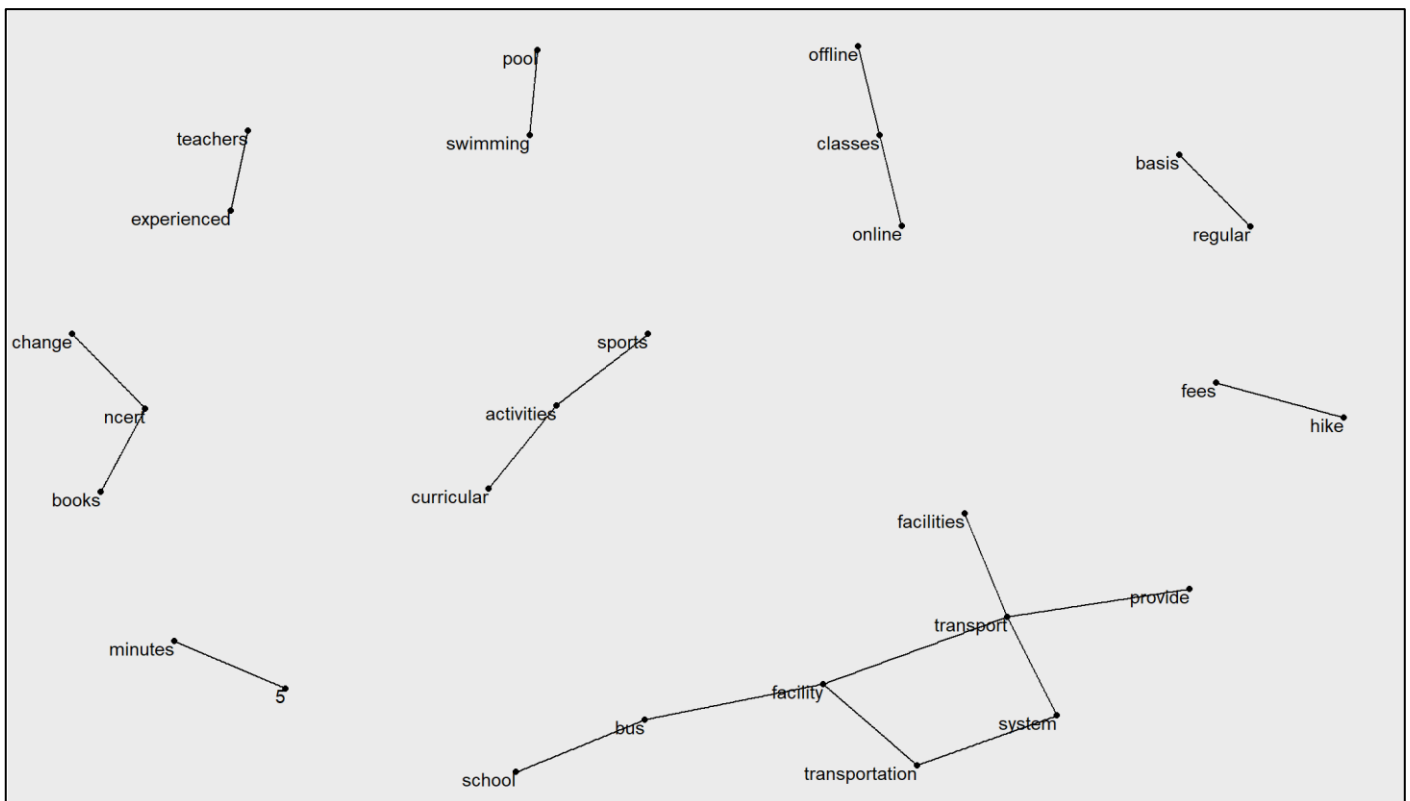 pool
offline
teachers
swimming
classes
basis
experienced
online
regular
change
sports
fees
ncert
activities
hike
books
curricular
facilities
provide
transport
minutes
5
facility
bus
system
school
transportation